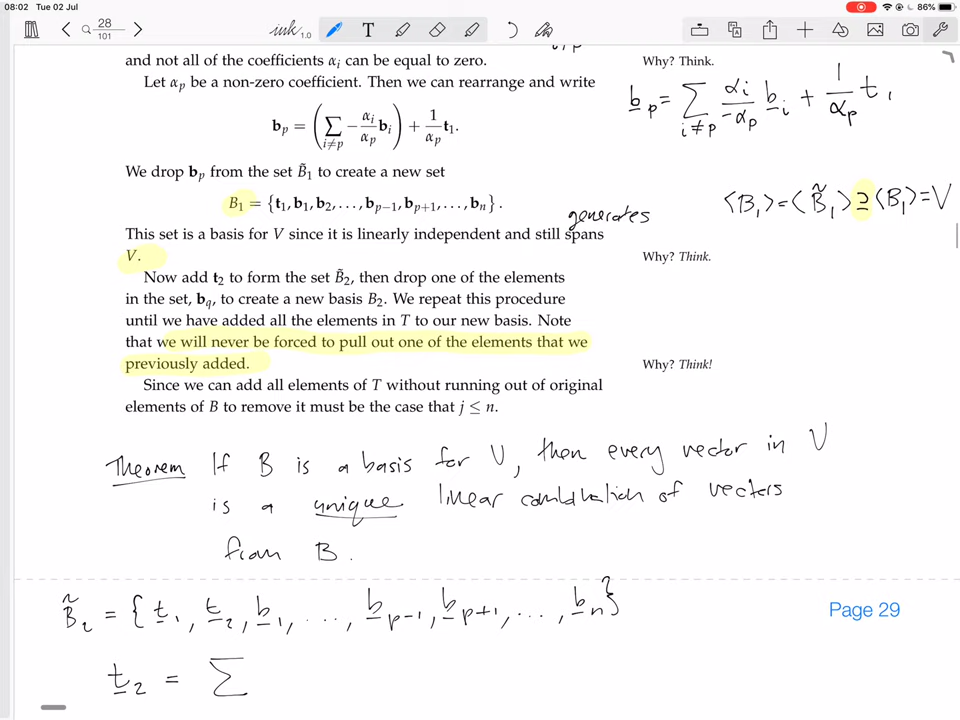 08:02 Tue 02 Jul
86%
28
101
ink 1.0
T
and not all of the coefficients αᵢ can be equal to zero.
Why? Think.
Let αₚ be a non-zero coefficient. Then we can rearrange and write
b̲ₚ = ∑_{i≠p} αᵢ/−αₚ b̲ᵢ + 1/αₚ t̲₁
bₚ = (∑_{i≠p} −αᵢ/αₚ bᵢ) + 1/αₚ t₁.
We drop bₚ from the set B̃₁ to create a new set
B₁ = {t₁, b₁, b₂, . . . , bₚ₋₁, bₚ₊₁, . . . , bₙ} .
⟨B₁⟩ = ⟨B̃₁⟩ ⊇ ⟨B₁⟩ = V
generates
This set is a basis for V since it is linearly independent and still spans
V.
Why? Think.
Now add t₂ to form the set B̃₂, then drop one of the elements
in the set, b_q, to create a new basis B₂. We repeat this procedure
until we have added all the elements in T to our new basis. Note
that we will never be forced to pull out one of the elements that we
previously added.
Why? Think!
Since we can add all elements of T without running out of original
elements of B to remove it must be the case that j ≤ n.
Theorem If B is a basis for V, then every vector in V
is a unique linear combination of vectors
from B.
B̃₂ = { t̲₁, t̲₂, b̲₁, ..., b̲ₚ₋₁, b̲ₚ₊₁, ..., b̲ₙ }
Page 29
t̲₂ = ∑